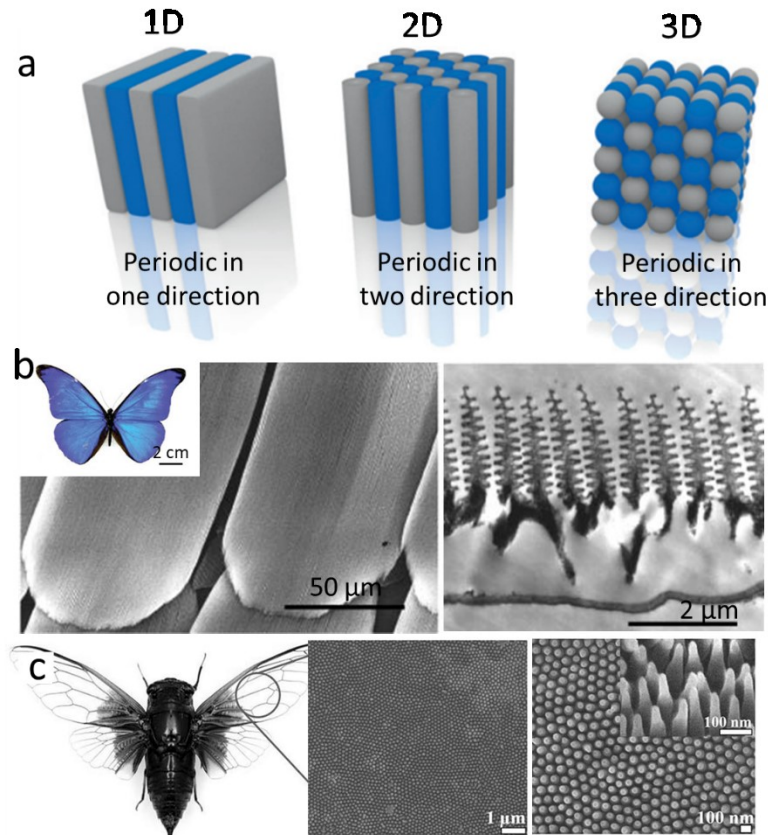 1D
2D
3D
a
Periodic in
one direction
Periodic in
two direction
Periodic in
three direction
b
2 cm
50 µm
2 µm
c
1 µm
100 nm
100 nm